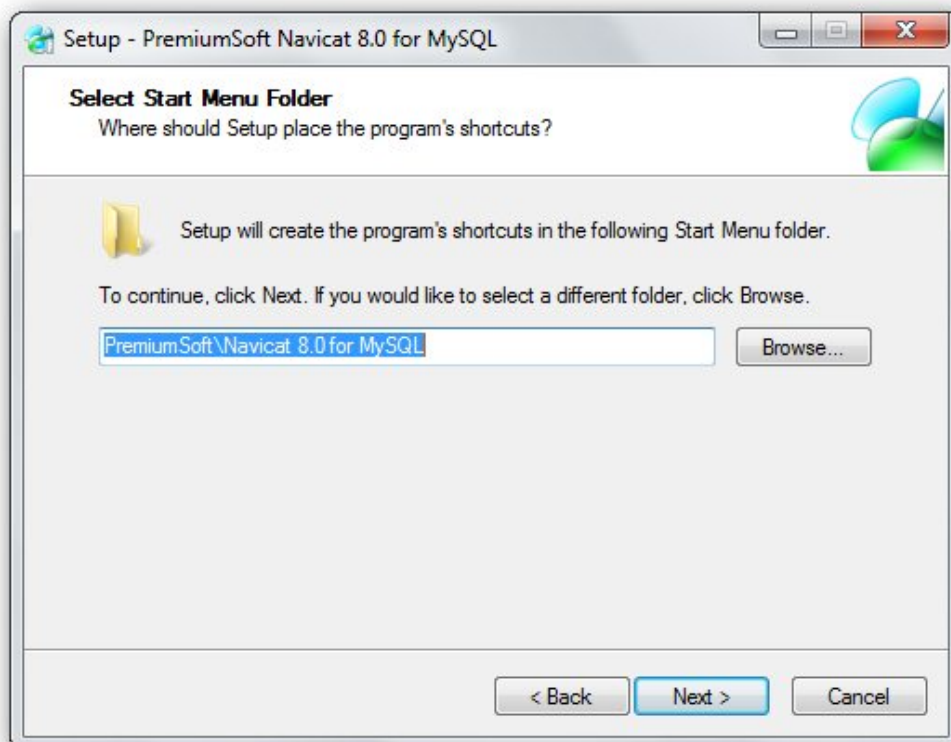 Setup - PremiumSoft Navicat 8.0 for MySQL
Select Start Menu Folder
Where should Setup place the program's shortcuts?
Setup will create the program's shortcuts in the following Start Menu folder.
To continue, click Next. If you would like to select a different folder, click Browse.
PremiumSoft\Navicat 8.0 for MySQL
Browse...
< Back
Next >
Cancel